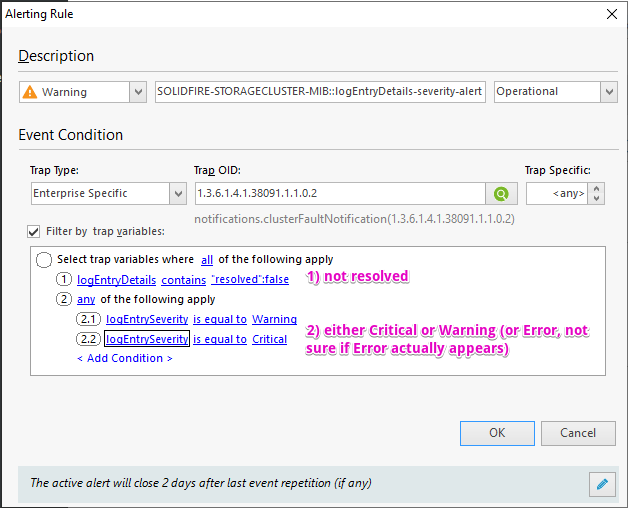 Alerting Rule
Description
Warning SOLIDFIRE-STORAGECLUSTER-MIB::logEntryDetails-severity-alert Operational
Event Condition
Trap Type: Trap OID: Trap Specific:
Enterprise Specific 1.3.6.1.4.1.38091.1.1.0.2 <any>
notifications.clusterFaultNotification(1.3.6.1.4.1.38091.1.1.0.2)
Filter by trap variables:
Select trap variables where all of the following apply
1 logEntryDetails contains "resolved":false 1) not resolved
2 any of the following apply
2.1 logEntrySeverity is equal to Warning 2) either Critical or Warning (or Error, not
2.2 logEntrySeverity is equal to Critical sure if Error actually appears)
< Add Condition >
OK Cancel
The active alert will close 2 days after last event repetition (if any)